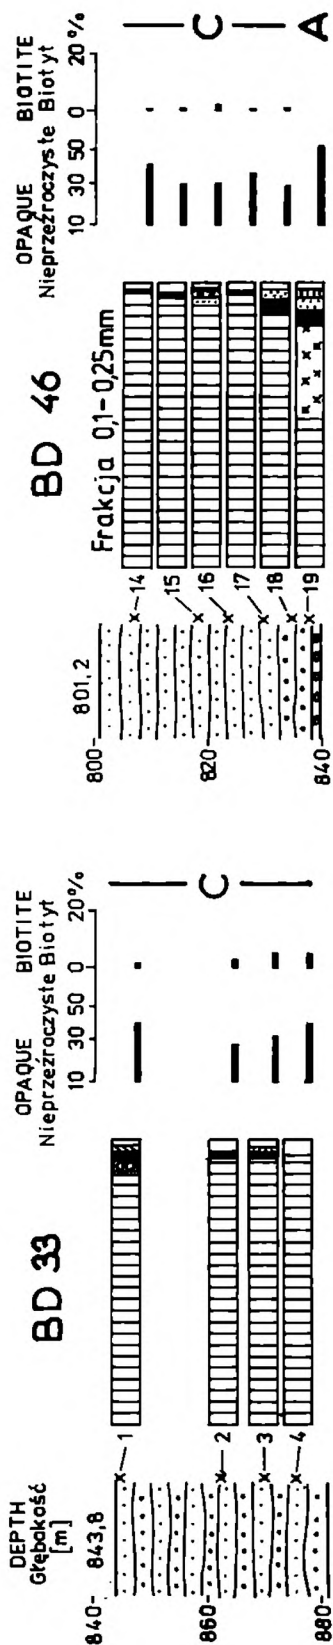 BD 33
DEPTH
Głębokość
[m]
OPAQUE BIOTITE
Nieprzeźroczyste Biotyt
10 30 50 0 20%
840
843,8
860
880
x 1
x 2
x 3
x 4
C
BD 46
Frakcja 0,1-0,25mm
OPAQUE BIOTITE
Nieprzeźroczyste Biotyt
10 30 50 0 20%
800
801,2
820
840
x 14
x 15
x 16
x 17
x 18
x 19
C
A